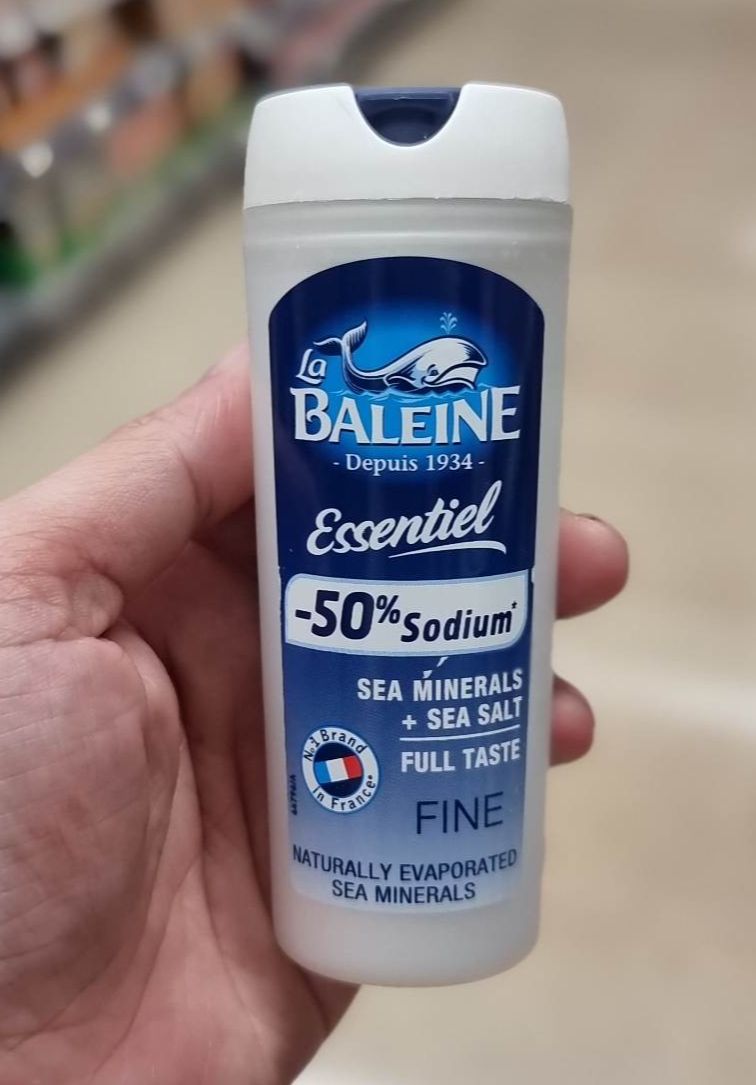 La
BALEINE
- Depuis 1934 -
Essentiel
-50% Sodium*
SEA MINERALS
+ SEA SALT
FULL TASTE
No.1 Brand
in France*
FINE
NATURALLY EVAPORATED
SEA MINERALS